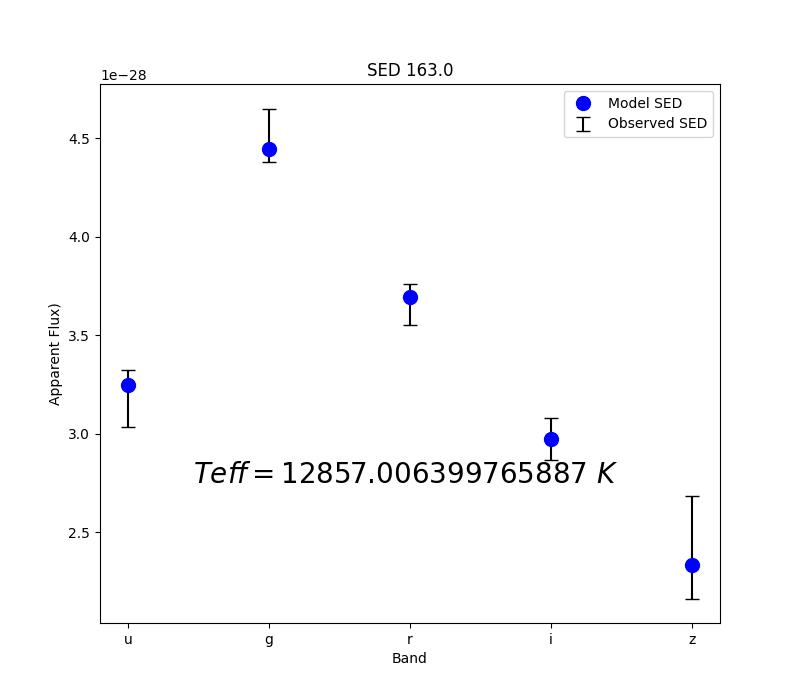 SED 163.0
1e−28
Model SED
Observed SED
4.5
4.0
3.5
3.0
2.5
Apparent Flux)
Teff = 12857.006399765887 K
u g r i z
Band